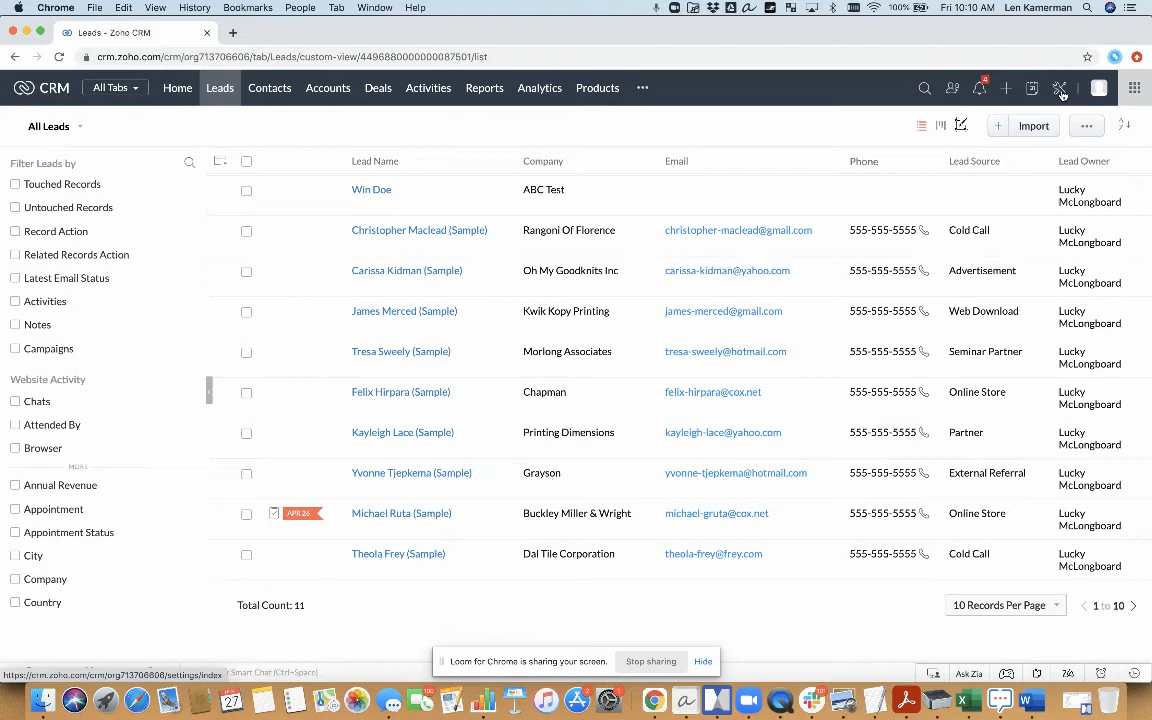 Chrome File Edit View History Bookmarks People Tab Window Help 100% Fri 10:10 AM Len Kamerman
Leads - Zoho CRM
crm.zoho.com/crm/org713706606/tab/Leads/custom-view/4496880000000087501/list
CRM All Tabs Home Leads Contacts Accounts Deals Activities Reports Analytics Products 4
All Leads Import
Filter Leads by
Touched Records
Untouched Records
Record Action
Related Records Action
Latest Email Status
Activities
Notes
Campaigns
Website Activity
Chats
Attended By
Browser
MORE
Annual Revenue
Appointment
Appointment Status
City
Company
Country
Lead Name Company Email Phone Lead Source Lead Owner
Win Doe ABC Test Lucky
McLongboard
Christopher Maclead (Sample) Rangoni Of Florence christopher-maclead@gmail.com 555-555-5555 Cold Call Lucky
McLongboard
Carissa Kidman (Sample) Oh My Goodknits Inc carissa-kidman@yahoo.com 555-555-5555 Advertisement Lucky
McLongboard
James Merced (Sample) Kwik Kopy Printing james-merced@gmail.com 555-555-5555 Web Download Lucky
McLongboard
Tresa Sweely (Sample) Morlong Associates tresa-sweely@hotmail.com 555-555-5555 Seminar Partner Lucky
McLongboard
Felix Hirpara (Sample) Chapman felix-hirpara@cox.net 555-555-5555 Online Store Lucky
McLongboard
Kayleigh Lace (Sample) Printing Dimensions kayleigh-lace@yahoo.com 555-555-5555 Partner Lucky
McLongboard
Yvonne Tjepkema (Sample) Grayson yvonne-tjepkema@hotmail.com 555-555-5555 External Referral Lucky
McLongboard
APR 26 Michael Ruta (Sample) Buckley Miller & Wright michael-gruta@cox.net 555-555-5555 Online Store Lucky
McLongboard
Theola Frey (Sample) Dal Tile Corporation theola-frey@frey.com 555-555-5555 Cold Call Lucky
McLongboard
Total Count: 11 10 Records Per Page 1 to 10
Loom for Chrome is sharing your screen. Stop sharing Hide
https://crm.zoho.com/crm/org713706606/settings/index
r Smart Chat (Ctrl+Space) Ask Zia